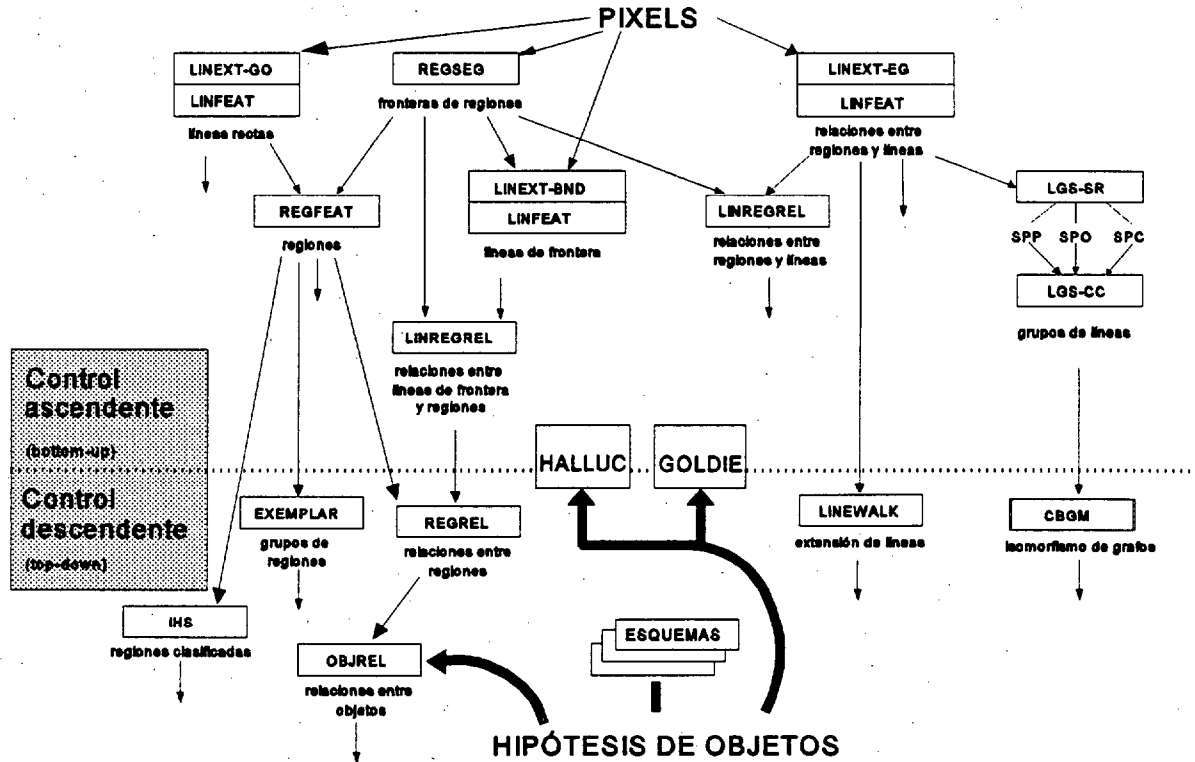 PIXELS
LINEXT-GO
LINFEAT
líneas rectas
REGSEG
fronteras de regiones
LINEXT-EG
LINFEAT
relaciones entre
regiones y líneas
REGFEAT
regiones
LINEXT-BND
LINFEAT
líneas de frontera
LINREGREL
relaciones entre
regiones y líneas
LGS-SR
SPP SPO SPC
LGS-CC
grupos de líneas
LINREGREL
relaciones entre
líneas de frontera
y regiones
Control
ascendente
(bottom-up)
Control
descendente
(top-down)
HALLUC
GOLDIE
EXEMPLAR
grupos de
regiones
REGREL
relaciones entre
regiones
LINEWALK
extensión de líneas
CBGM
isomorfismo de grafos
IHS
regiones clasificadas
OBJREL
relaciones entre
objetos
ESQUEMAS
HIPÓTESIS DE OBJETOS